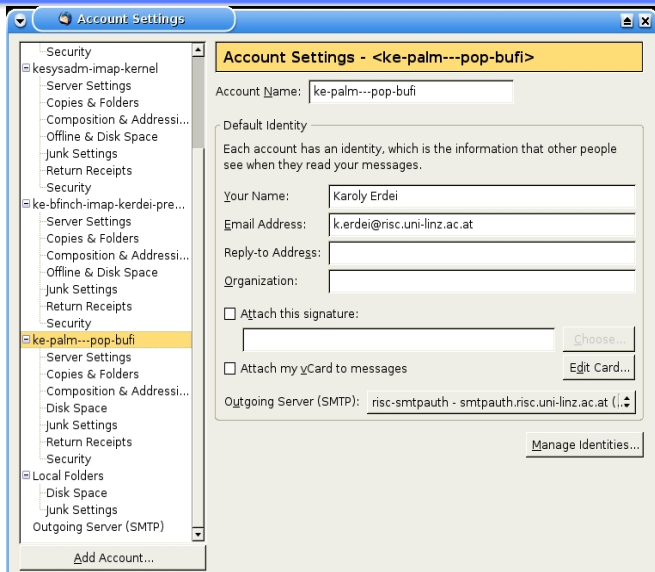 Account Settings
Security
kesysadm-imap-kernel
Server Settings
Copies & Folders
Composition & Addressi...
Offline & Disk Space
Junk Settings
Return Receipts
Security
ke-bfinch-imap-kerdei-pre...
Server Settings
Copies & Folders
Composition & Addressi...
Offline & Disk Space
Junk Settings
Return Receipts
Security
ke-palm---pop-bufi
Server Settings
Copies & Folders
Composition & Addressi...
Disk Space
Junk Settings
Return Receipts
Security
Local Folders
Disk Space
Junk Settings
Outgoing Server (SMTP)
Add Account...
Account Settings - <ke-palm---pop-bufi>
Account Name: ke-palm---pop-bufi
Default Identity
Each account has an identity, which is the information that other people
see when they read your messages.
Your Name: Karoly Erdei
Email Address: k.erdei@risc.uni-linz.ac.at
Reply-to Address:
Organization:
Attach this signature:
Choose...
Attach my vCard to messages
Edit Card...
Outgoing Server (SMTP): risc-smtpauth - smtpauth.risc.uni-linz.ac.at (...
Manage Identities...